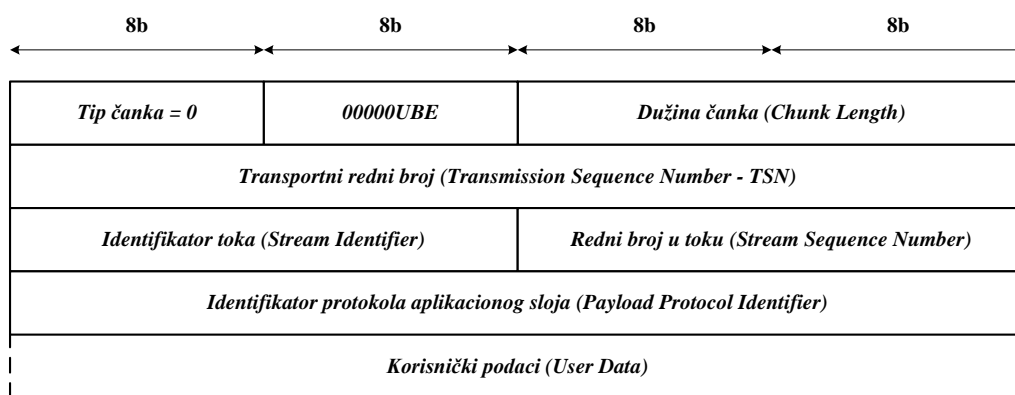 8b 8b 8b 8b
Tip čanka = 0 00000UBE Dužina čanka (Chunk Length)
Transportni redni broj (Transmission Sequence Number - TSN)
Identifikator toka (Stream Identifier) Redni broj u toku (Stream Sequence Number)
Identifikator protokola aplikacionog sloja (Payload Protocol Identifier)
Korisnički podaci (User Data)